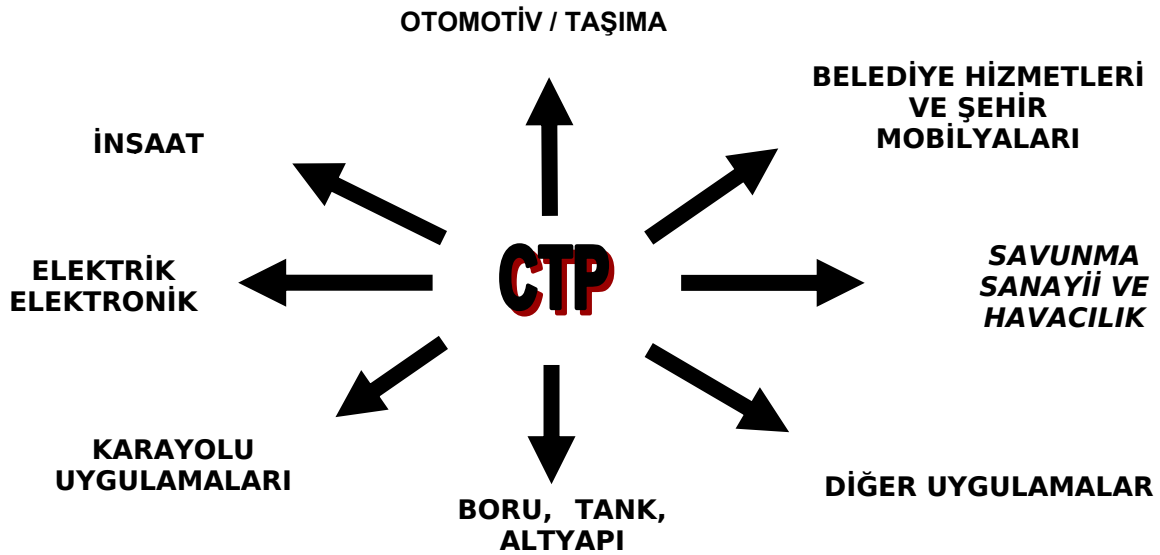 OTOMOTİV / TAŞIMA
BELEDİYE HİZMETLERİ
VE ŞEHİR
MOBİLYALARI
İNSAAT
CTP
ELEKTRİK
ELEKTRONİK
SAVUNMA
SANAYİİ VE
HAVACILIK
KARAYOLU
UYGULAMALARI
BORU, TANK,
ALTYAPI
DİĞER UYGULAMALAR